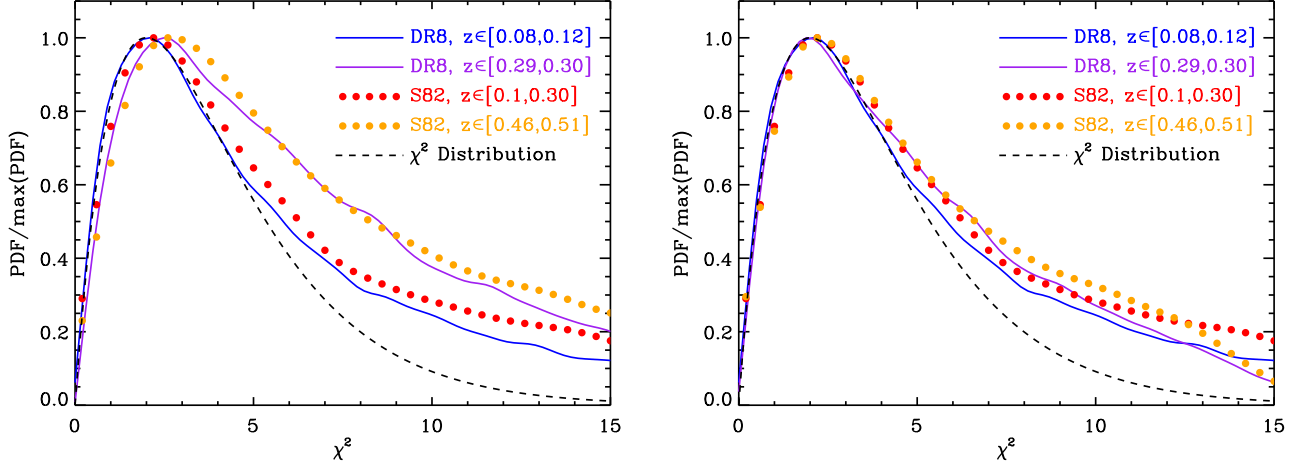 DR8, z∈[0.08,0.12]
DR8, z∈[0.29,0.30]
S82, z∈[0.1,0.30]
S82, z∈[0.46,0.51]
χ² Distribution
PDF/max(PDF)
1.0
0.8
0.6
0.4
0.2
0.0
0 5 10 15
χ²
DR8, z∈[0.08,0.12]
DR8, z∈[0.29,0.30]
S82, z∈[0.1,0.30]
S82, z∈[0.46,0.51]
χ² Distribution
PDF/max(PDF)
1.0
0.8
0.6
0.4
0.2
0.0
0 5 10 15
χ²